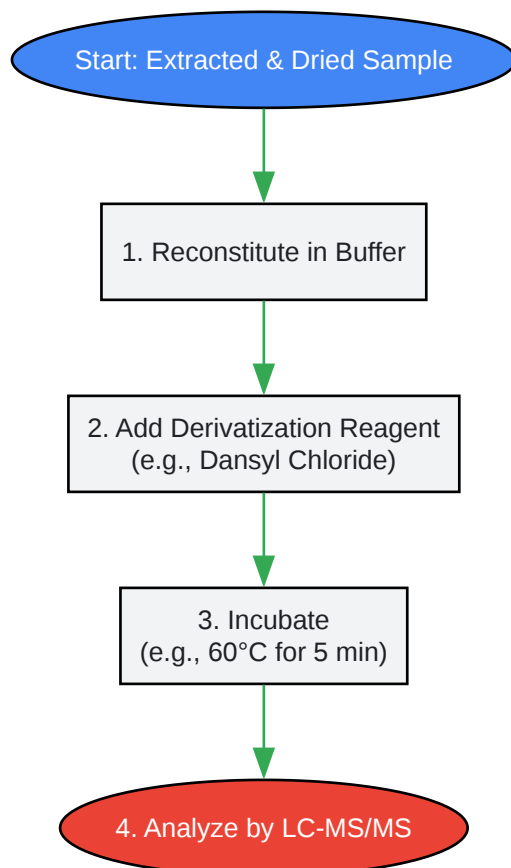 Start: Extracted & Dried Sample
1. Reconstitute in Buffer
2. Add Derivatization Reagent
(e.g., Dansyl Chloride)
3. Incubate
(e.g., 60°C for 5 min)
4. Analyze by LC-MS/MS